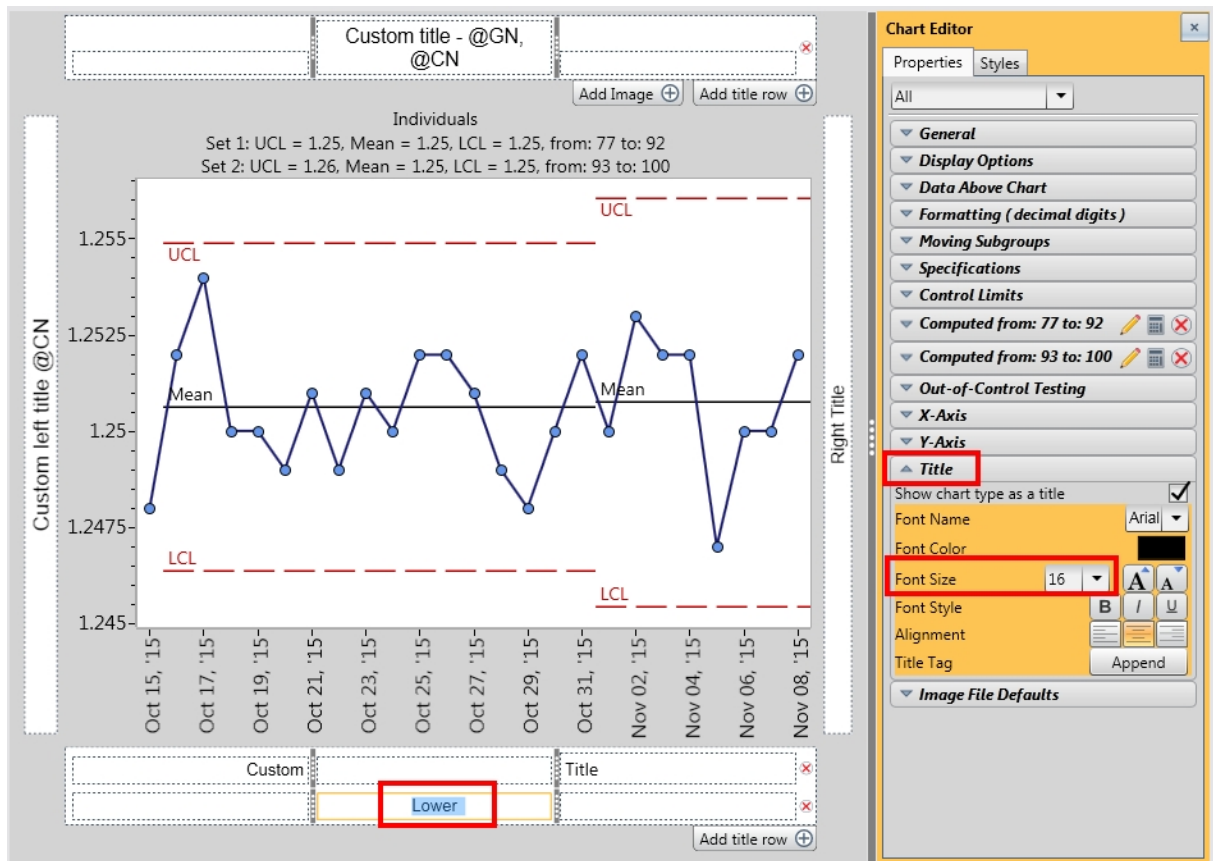 Custom title - @GN,
@CN
Add Image
Add title row
Individuals
Set 1: UCL = 1.25, Mean = 1.25, LCL = 1.25, from: 77 to: 92
Set 2: UCL = 1.26, Mean = 1.25, LCL = 1.25, from: 93 to: 100
Custom left title @CN
1.255
1.2525
1.25
1.2475
1.245
UCL
UCL
Mean
Mean
LCL
LCL
Right Title
Oct 15, '15
Oct 17, '15
Oct 19, '15
Oct 21, '15
Oct 23, '15
Oct 25, '15
Oct 27, '15
Oct 29, '15
Oct 31, '15
Nov 02, '15
Nov 04, '15
Nov 06, '15
Nov 08, '15
Custom Title
Lower
Add title row
Chart Editor
Properties Styles
All
General
Display Options
Data Above Chart
Formatting ( decimal digits )
Moving Subgroups
Specifications
Control Limits
Computed from: 77 to: 92
Computed from: 93 to: 100
Out-of-Control Testing
X-Axis
Y-Axis
Title
Show chart type as a title
Font Name Arial
Font Color
Font Size 16 A A
Font Style B I U
Alignment
Title Tag Append
Image File Defaults